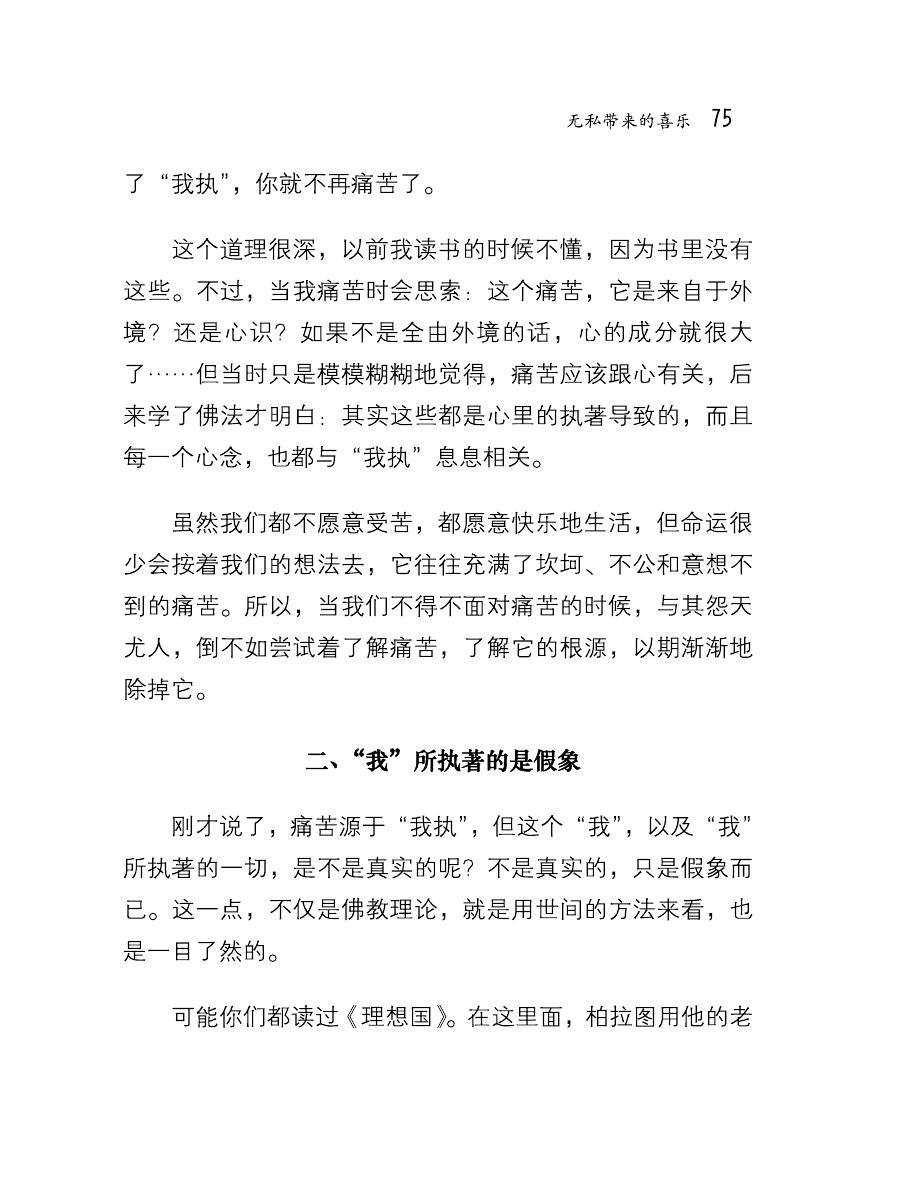 无私带来的喜乐 75
了“我执”，你就不再痛苦了。
这个道理很深，以前我读书的时候不懂，因为书里没有
这些。不过，当我痛苦时会思索：这个痛苦，它是来自于外
境？还是心识？如果不是全由外境的话，心的成分就很大
了……但当时只是模模糊糊地觉得，痛苦应该跟心有关，后
来学了佛法才明白：其实这些都是心里的执著导致的，而且
每一个心念，也都与“我执”息息相关。
虽然我们都不愿意受苦，都愿意快乐地生活，但命运很
少会按着我们的想法去，它往往充满了坎坷、不公和意想不
到的痛苦。所以，当我们不得不面对痛苦的时候，与其怨天
尤人，倒不如尝试着了解痛苦，了解它的根源，以期渐渐地
除掉它。
二、“我”所执著的是假象
刚才说了，痛苦源于“我执”，但这个“我”，以及“我”
所执著的一切，是不是真实的呢？不是真实的，只是假象而
已。这一点，不仅是佛教理论，就是用世间的方法来看，也
是一目了然的。
可能你们都读过《理想国》。在这里面，柏拉图用他的老